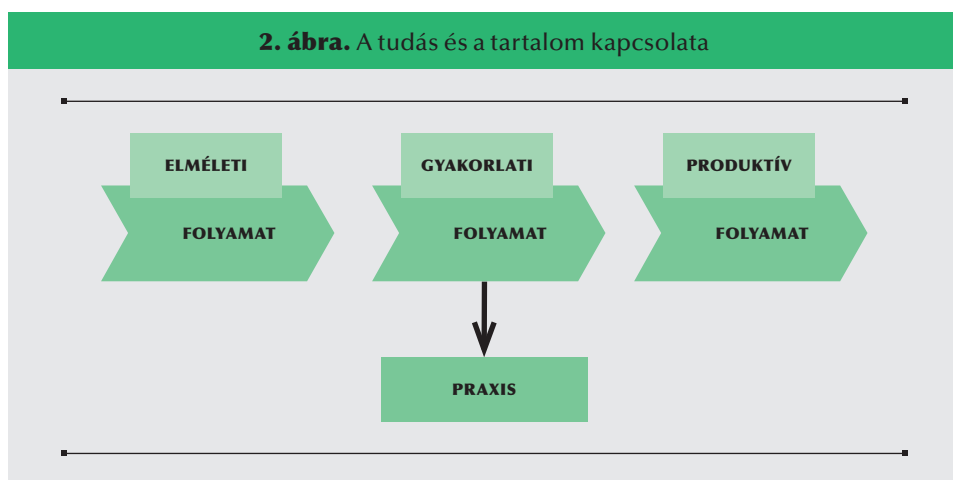 2. ábra. A tudás és a tartalom kapcsolata
ELMÉLETI
FOLYAMAT
GYAKORLATI
FOLYAMAT
PRODUKTÍV
FOLYAMAT
PRAXIS